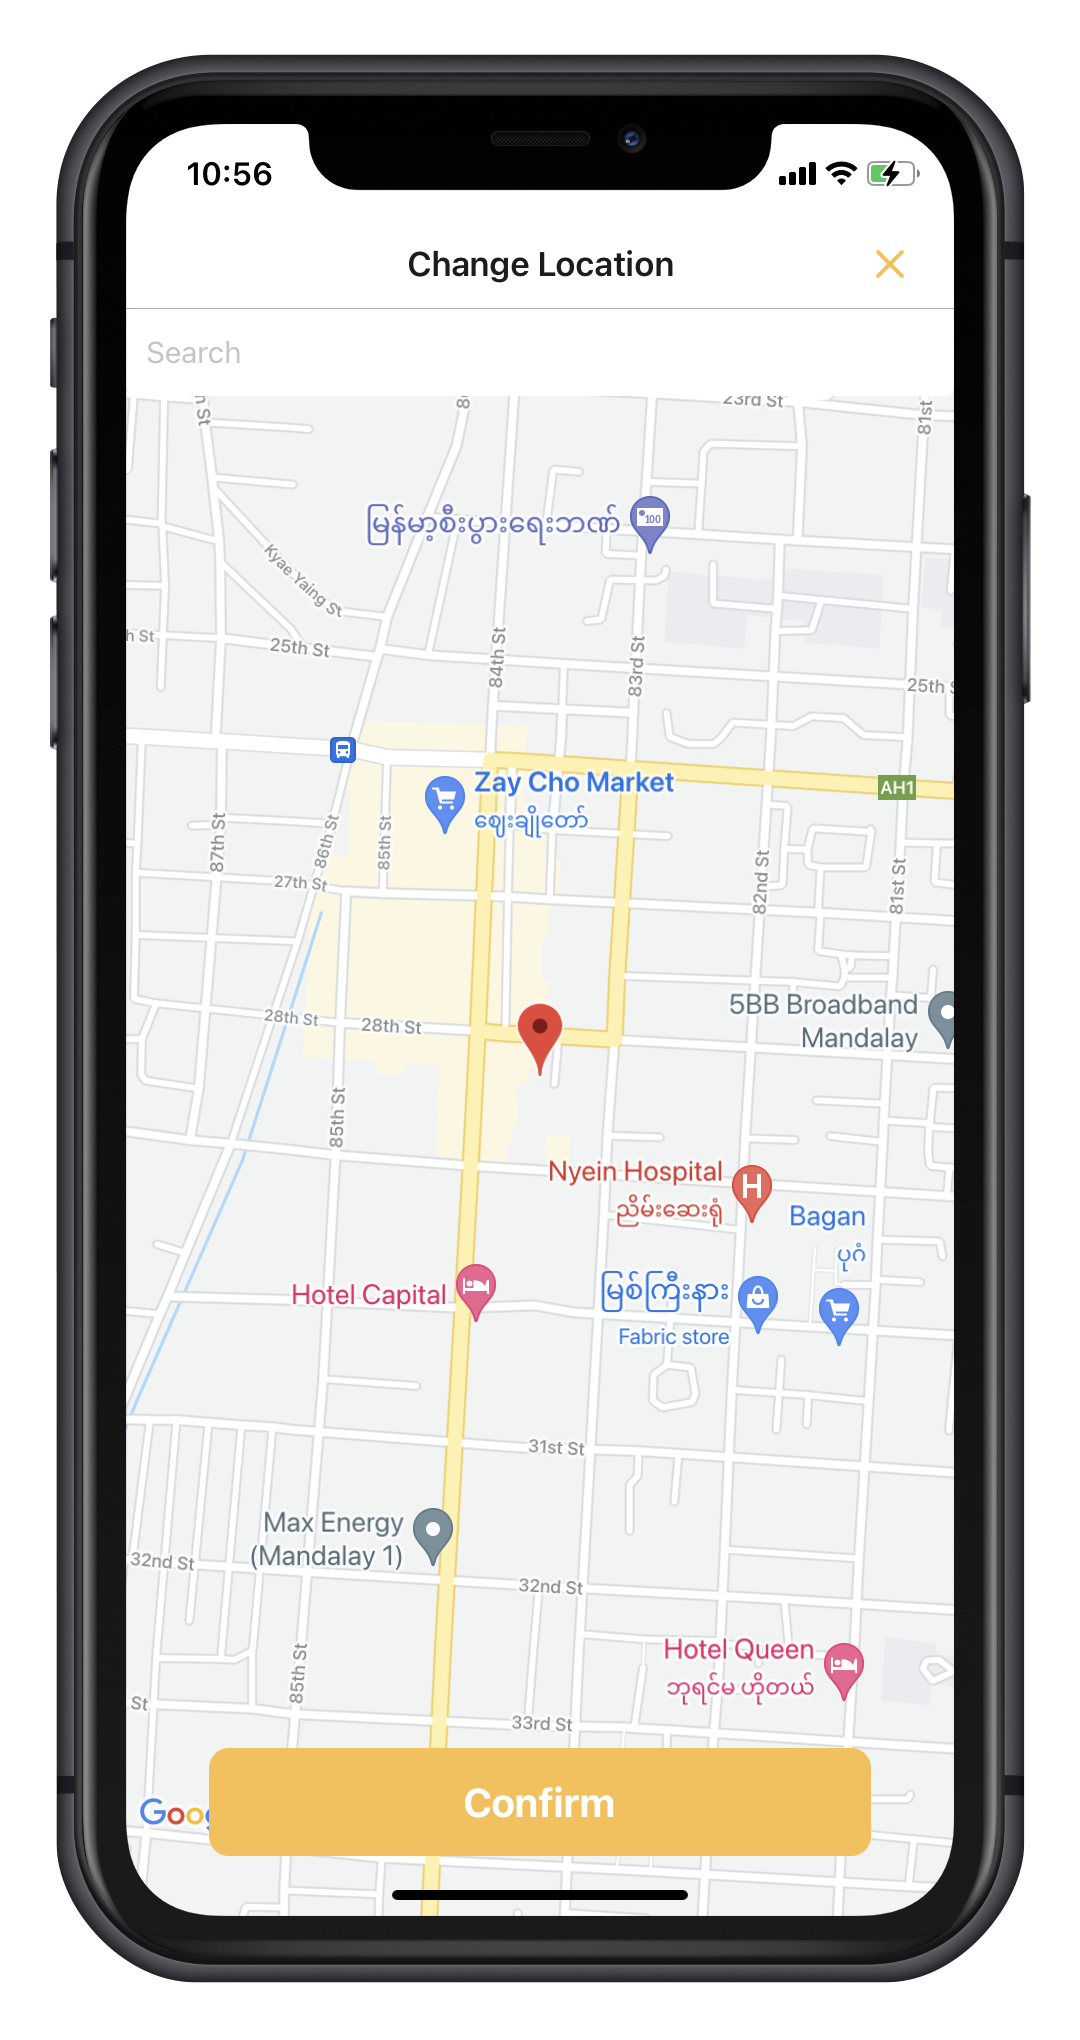 10:56
Change Location
Search
23rd St
81st
မြန်မာ့စီးပွားရေးဘဏ်
100
Kyae Yaing St
h St
25th St
84th St
83rd St
25th S
Zay Cho Market
ဈေးချိုတော်
AH1
87th St
86th St
85th St
82nd St
81st St
27th St
28th St
28th St
5BB Broadband
Mandalay
85th St
Nyein Hospital
ညိမ်းဆေးရုံ
Bagan
ပုဂံ
Hotel Capital
မြစ်ကြီးနား
Fabric store
31st St
Max Energy
(Mandalay 1)
32nd St
32nd St
Hotel Queen
ဘုရင်မ ဟိုတယ်
85th St
St
33rd St
Confirm
Goog